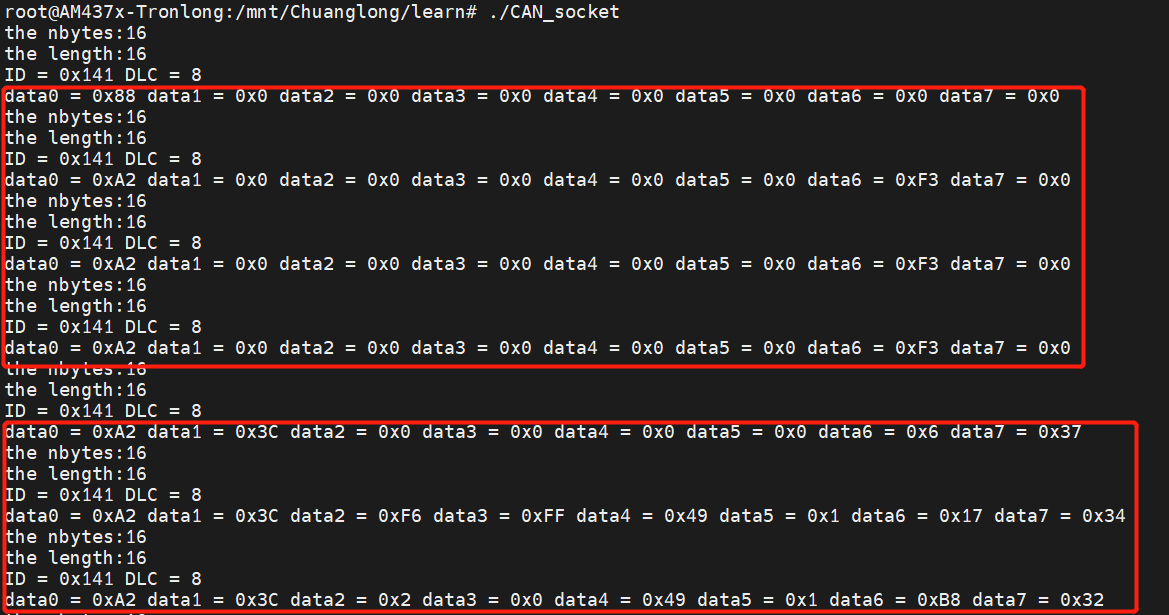 root@AM437x-Tronlong:/mnt/Chuanglong/learn# ./CAN_socket
the nbytes:16
the length:16
ID = 0x141 DLC = 8
data0 = 0x88 data1 = 0x0 data2 = 0x0 data3 = 0x0 data4 = 0x0 data5 = 0x0 data6 = 0x0 data7 = 0x0
the nbytes:16
the length:16
ID = 0x141 DLC = 8
data0 = 0xA2 data1 = 0x0 data2 = 0x0 data3 = 0x0 data4 = 0x0 data5 = 0x0 data6 = 0xF3 data7 = 0x0
the nbytes:16
the length:16
ID = 0x141 DLC = 8
data0 = 0xA2 data1 = 0x0 data2 = 0x0 data3 = 0x0 data4 = 0x0 data5 = 0x0 data6 = 0xF3 data7 = 0x0
the nbytes:16
the length:16
ID = 0x141 DLC = 8
data0 = 0xA2 data1 = 0x0 data2 = 0x0 data3 = 0x0 data4 = 0x0 data5 = 0x0 data6 = 0xF3 data7 = 0x0
the nbytes:16
the length:16
ID = 0x141 DLC = 8
data0 = 0xA2 data1 = 0x3C data2 = 0x0 data3 = 0x0 data4 = 0x0 data5 = 0x0 data6 = 0x6 data7 = 0x37
the nbytes:16
the length:16
ID = 0x141 DLC = 8
data0 = 0xA2 data1 = 0x3C data2 = 0xF6 data3 = 0xFF data4 = 0x49 data5 = 0x1 data6 = 0x17 data7 = 0x34
the nbytes:16
the length:16
ID = 0x141 DLC = 8
data0 = 0xA2 data1 = 0x3C data2 = 0x2 data3 = 0x0 data4 = 0x49 data5 = 0x1 data6 = 0xB8 data7 = 0x32